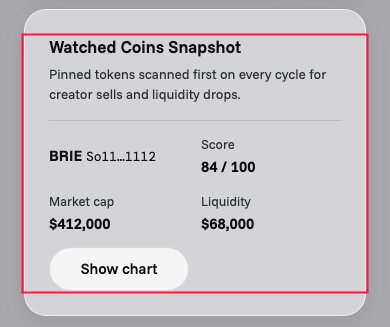 Watched Coins Snapshot
Pinned tokens scanned first on every cycle for
creator sells and liquidity drops.
BRIE So11…1112
Score
84 / 100
Market cap
$412,000
Liquidity
$68,000
Show chart